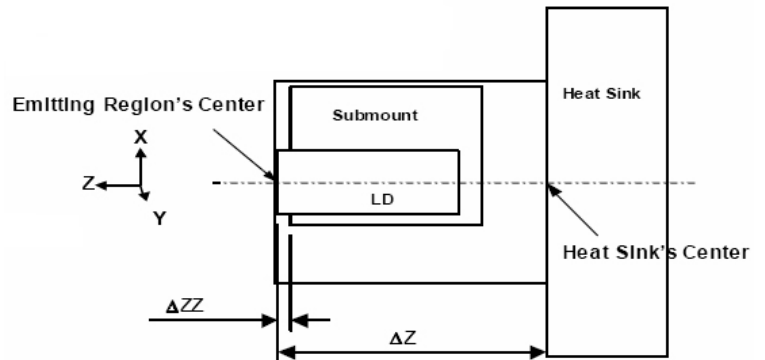 Heat Sink
Emitting Region's Center
Submount
X
Z
LD
Y
Heat Sink's Center
ΔZZ
ΔZ